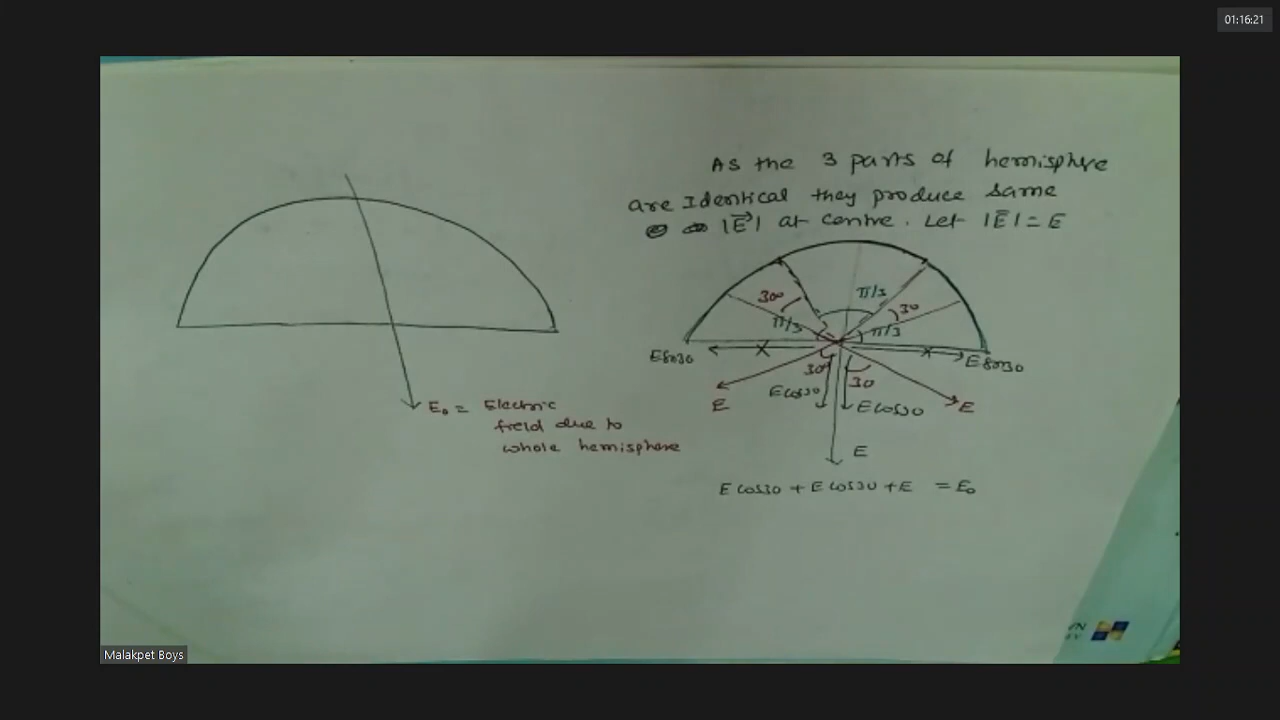 01:16:21
As the 3 parts of hemisphere
are Identical they produce same
|E⃗| at centre. Let |E⃗| = E
E₀ = Electric
field due to
whole hemisphere
30°
π/3
30
π/3
π/3
E sin30
E sin30
30
30
E cos30
E cos30
E
E
E
E cos30 + E cos30 + E = E₀
Malakpet Boys